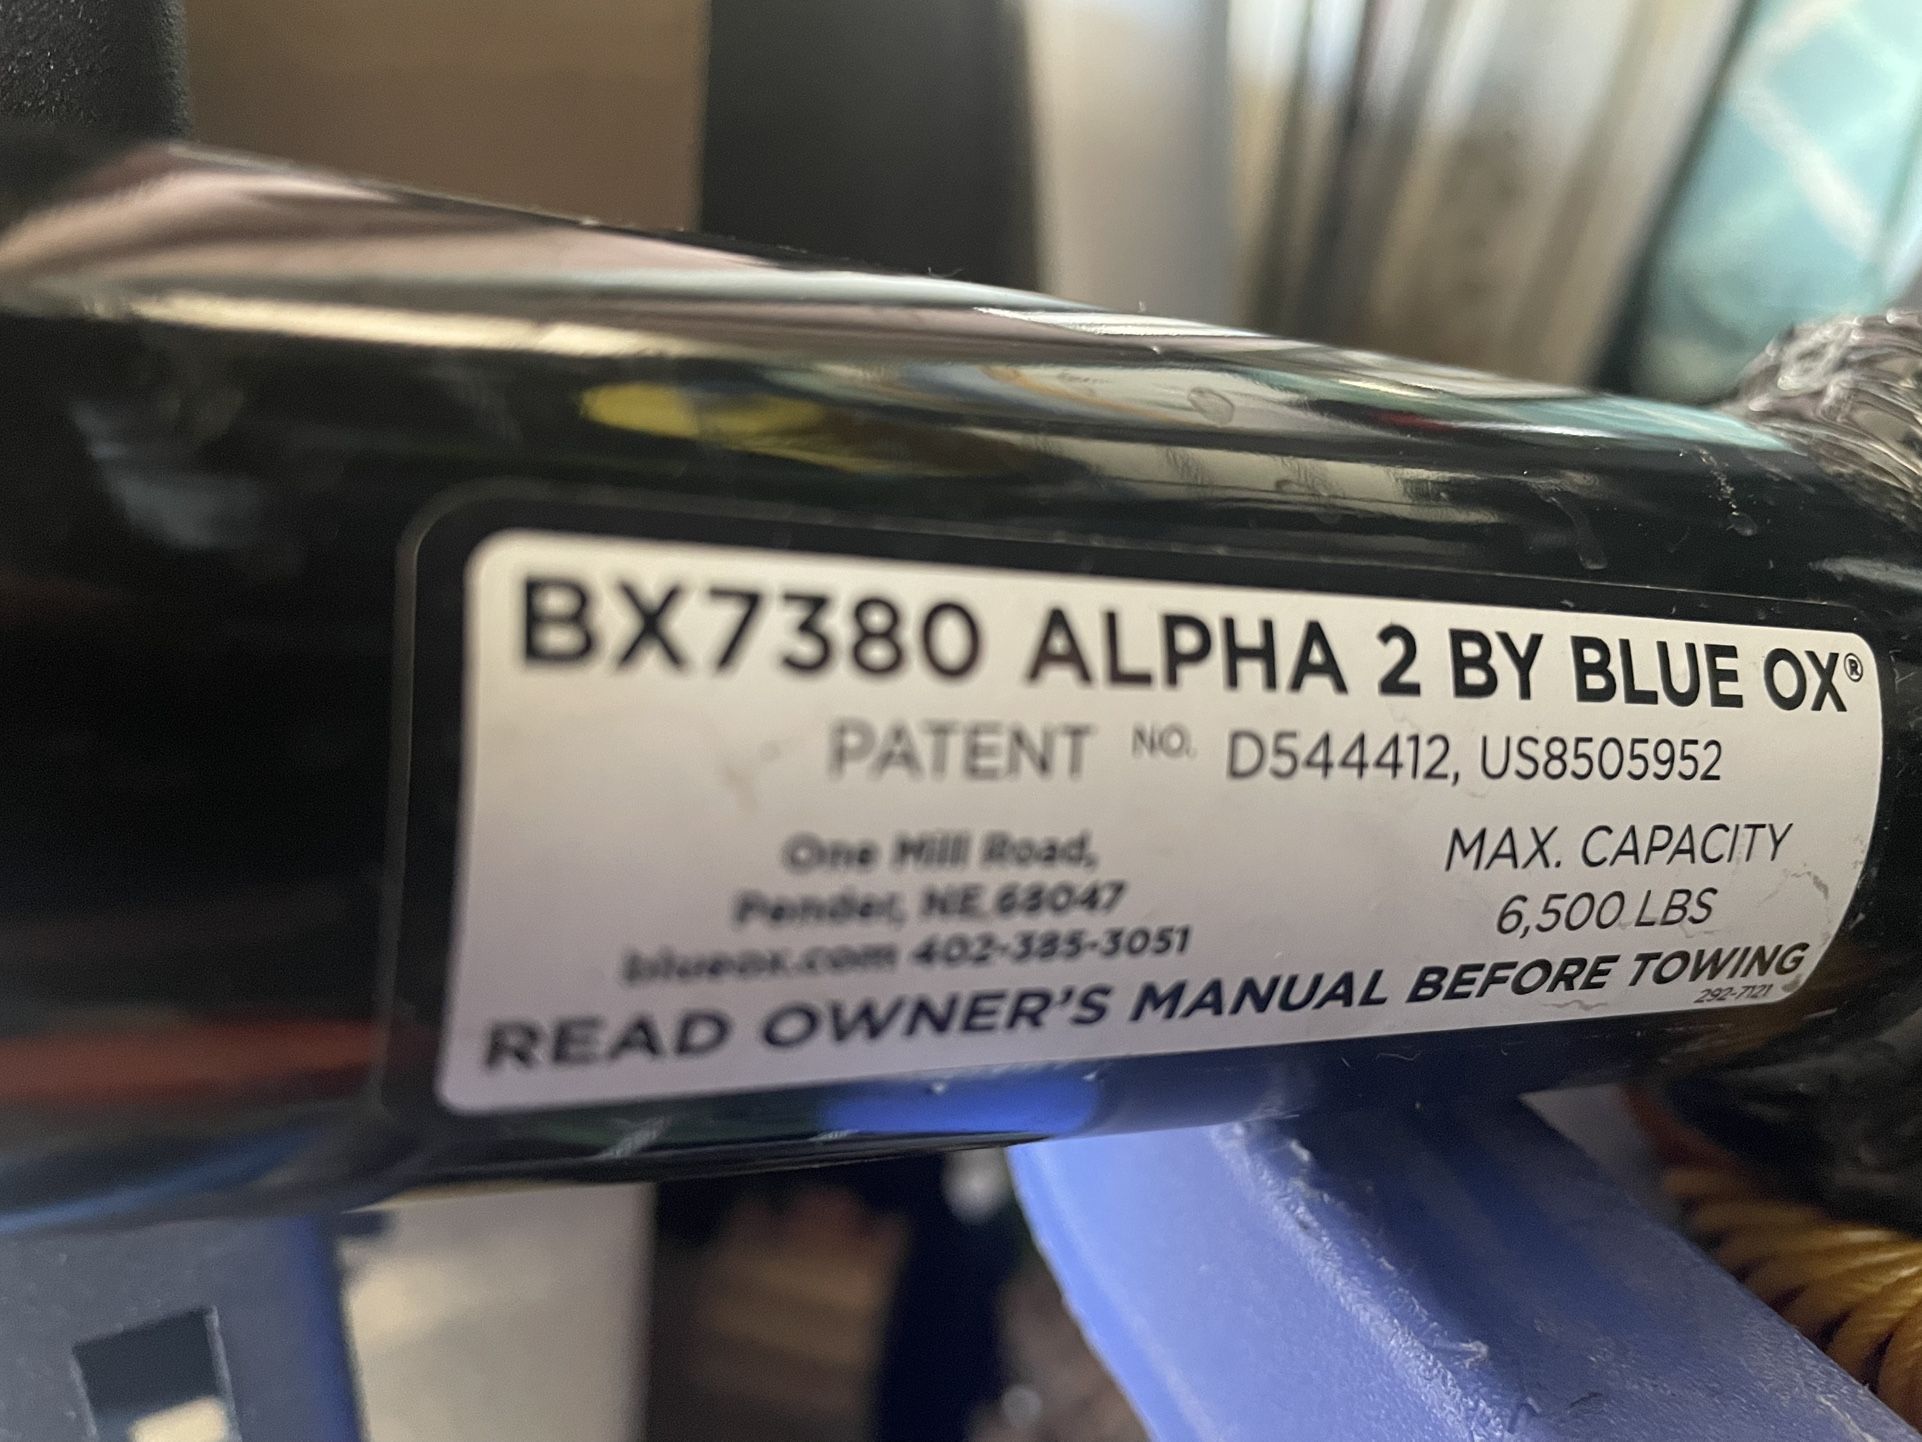 BX7380 ALPHA 2 BY BLUE OX®
PATENT NO. D544412, US8505952
One Mill Road,
Pender, NE 68047
blueox.com 402-385-3051
MAX. CAPACITY
6,500 LBS
READ OWNER'S MANUAL BEFORE TOWING
292-7121